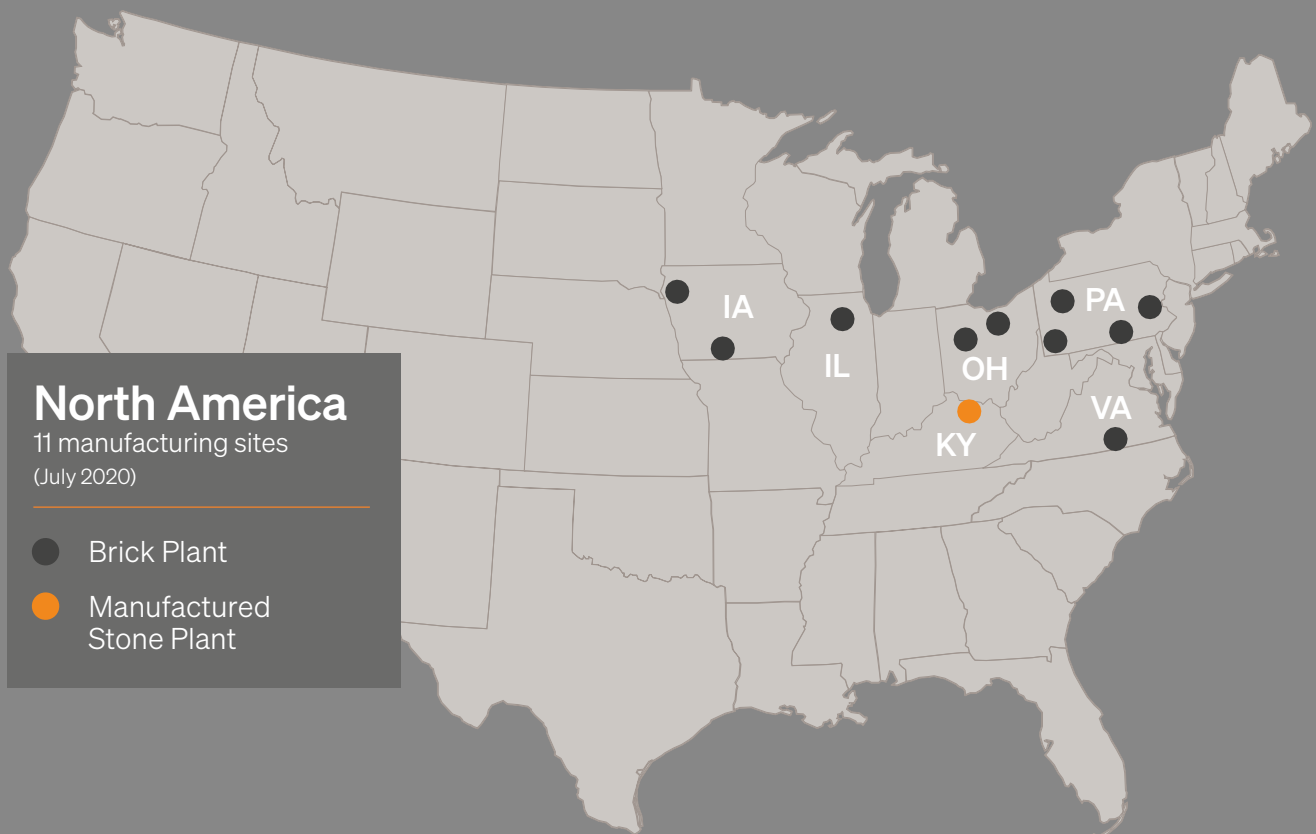 IA
PA
IL
OH
VA
KY
North America
11 manufacturing sites
(July 2020)
Brick Plant
Manufactured
Stone Plant